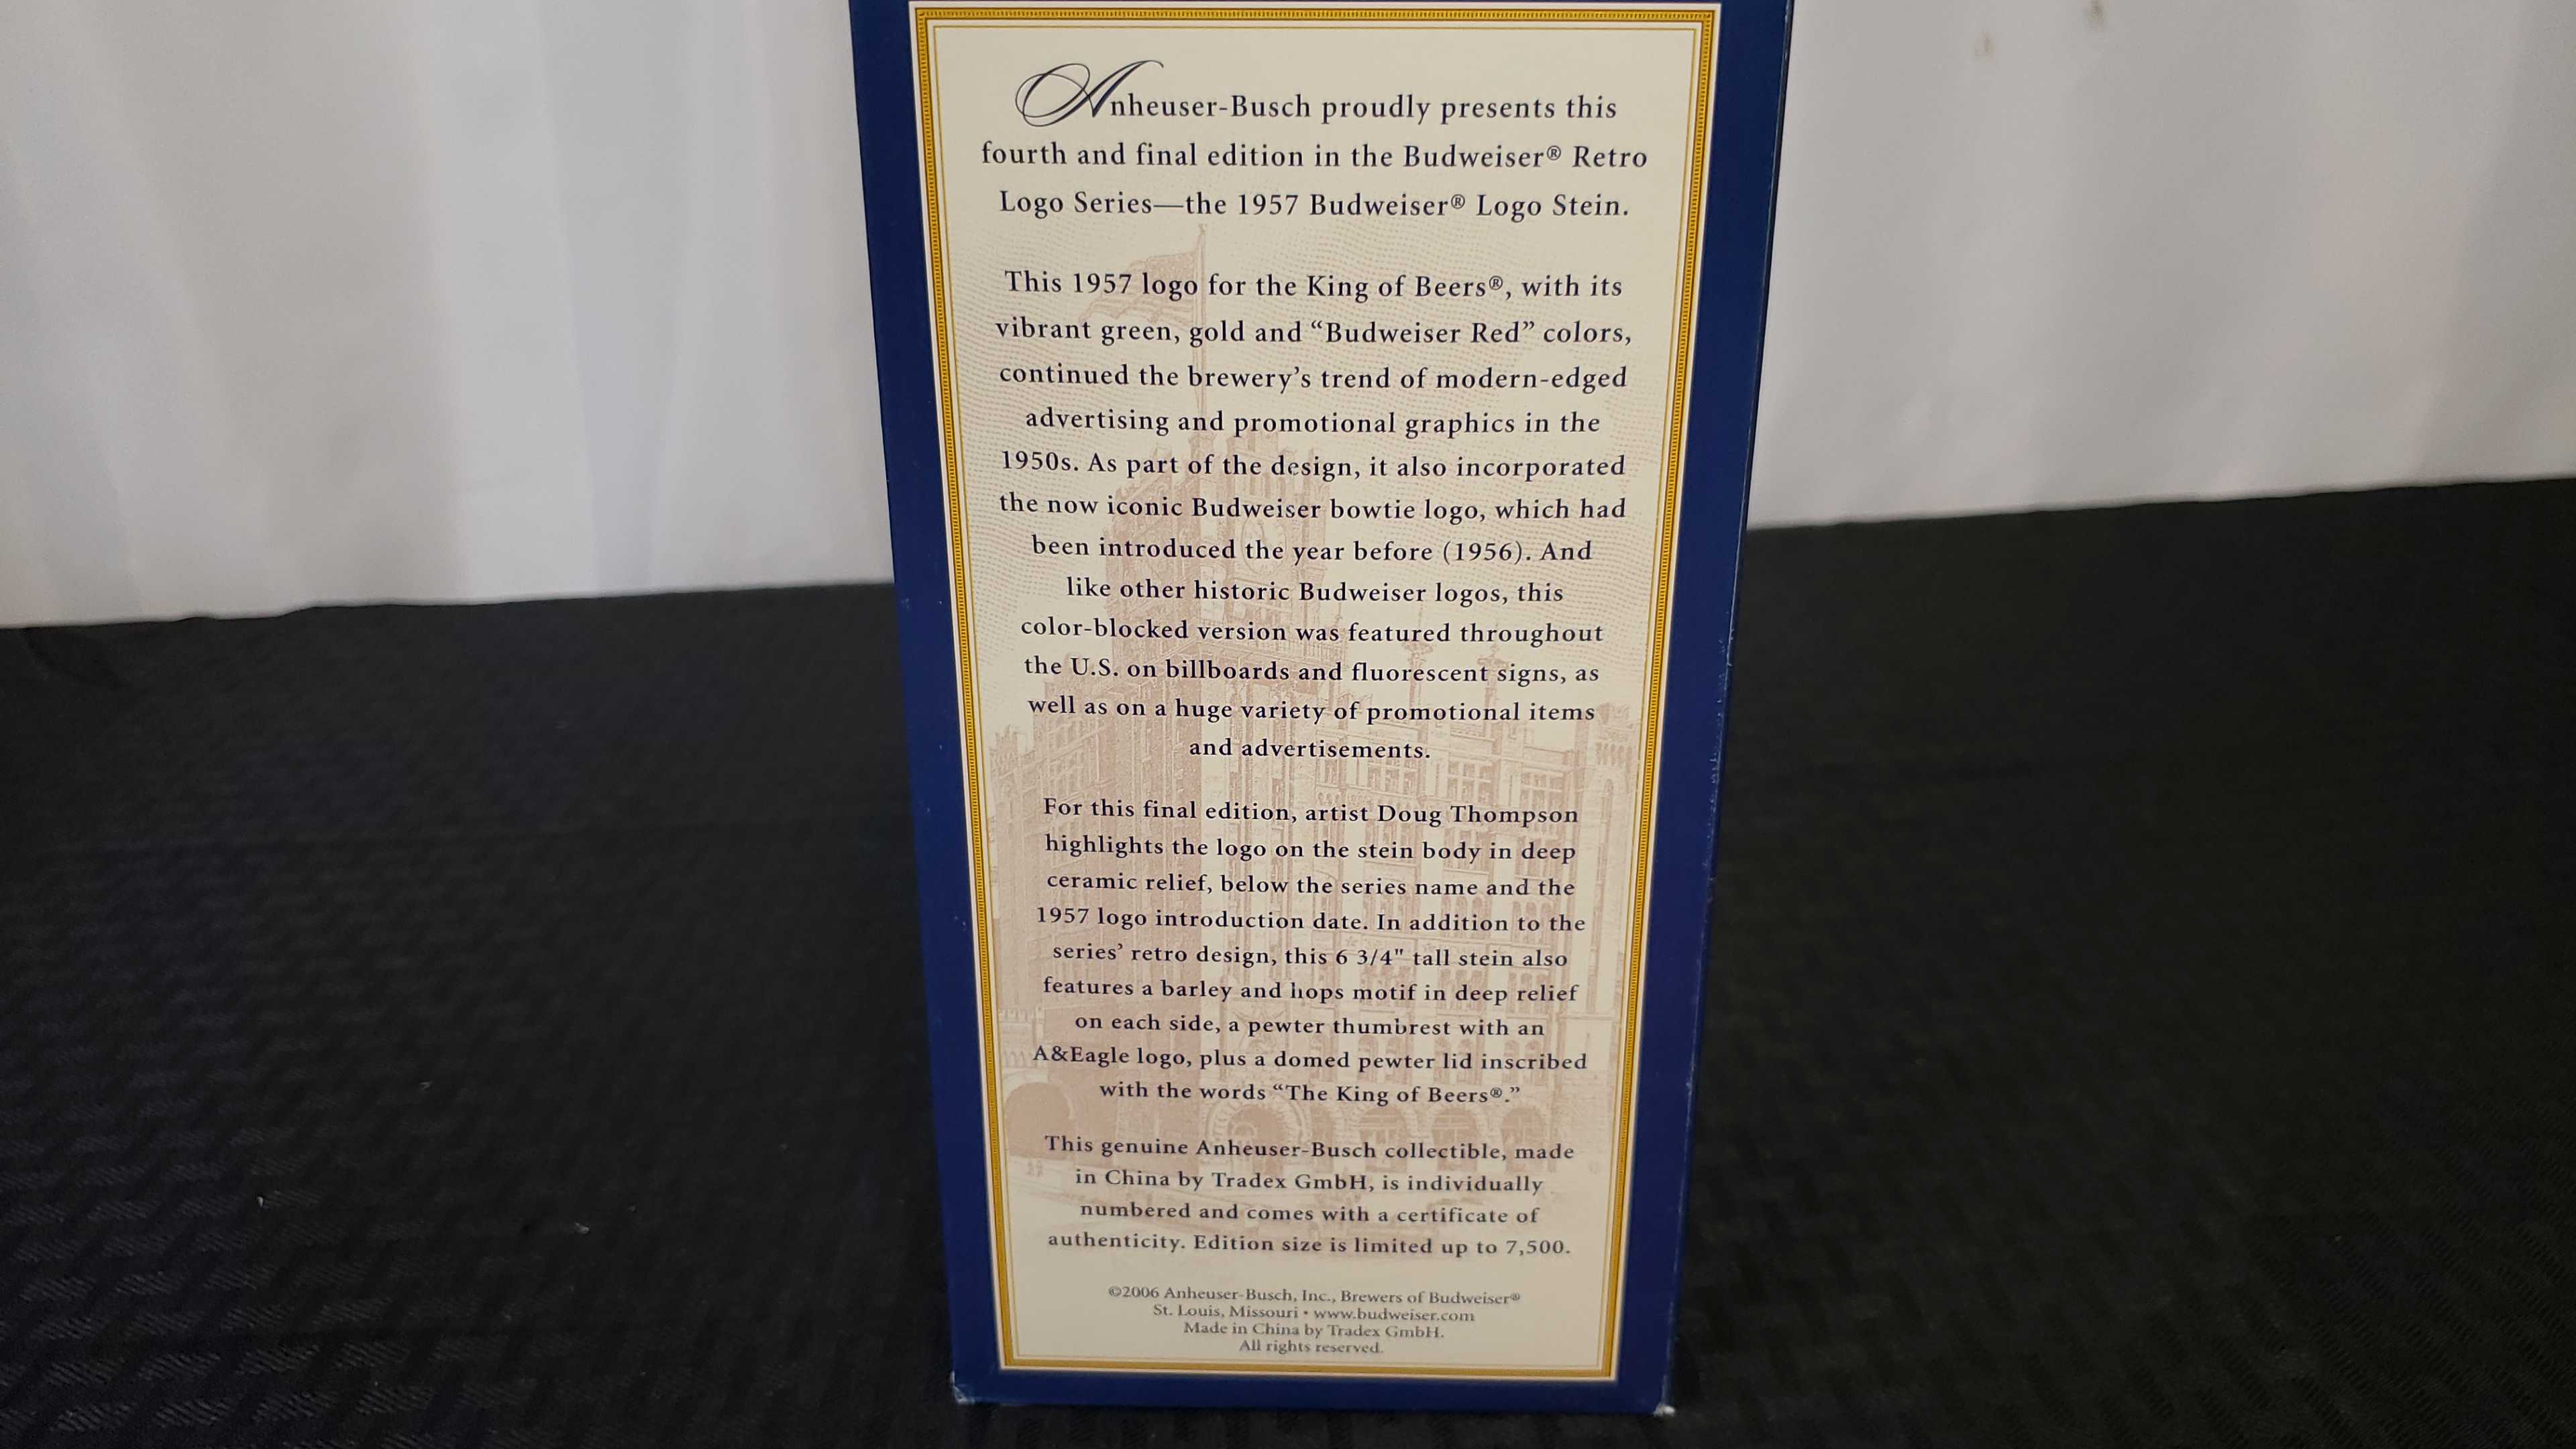 Anheuser-Busch proudly presents this
fourth and final edition in the Budweiser® Retro
Logo Series—the 1957 Budweiser® Logo Stein.
This 1957 logo for the King of Beers®, with its
vibrant green, gold and “Budweiser Red” colors,
continued the brewery’s trend of modern-edged
advertising and promotional graphics in the
1950s. As part of the design, it also incorporated
the now iconic Budweiser bowtie logo, which had
been introduced the year before (1956). And
like other historic Budweiser logos, this
color-blocked version was featured throughout
the U.S. on billboards and fluorescent signs, as
well as on a huge variety of promotional items
and advertisements.
For this final edition, artist Doug Thompson
highlights the logo on the stein body in deep
ceramic relief, below the series name and the
1957 logo introduction date. In addition to the
series’ retro design, this 6 3/4" tall stein also
features a barley and hops motif in deep relief
on each side, a pewter thumbrest with an
A&Eagle logo, plus a domed pewter lid inscribed
with the words “The King of Beers®.”
This genuine Anheuser-Busch collectible, made
in China by Tradex GmbH, is individually
numbered and comes with a certificate of
authenticity. Edition size is limited up to 7,500.
©2006 Anheuser-Busch, Inc., Brewers of Budweiser®
St. Louis, Missouri • www.budweiser.com
Made in China by Tradex GmbH.
All rights reserved.